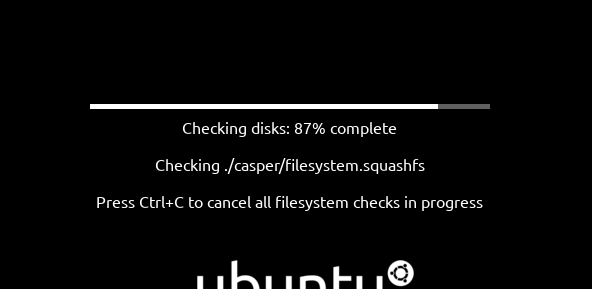 Checking disks: 87% complete
Checking ./casper/filesystem.squashfs
Press Ctrl+C to cancel all filesystem checks in progress
ubuntu